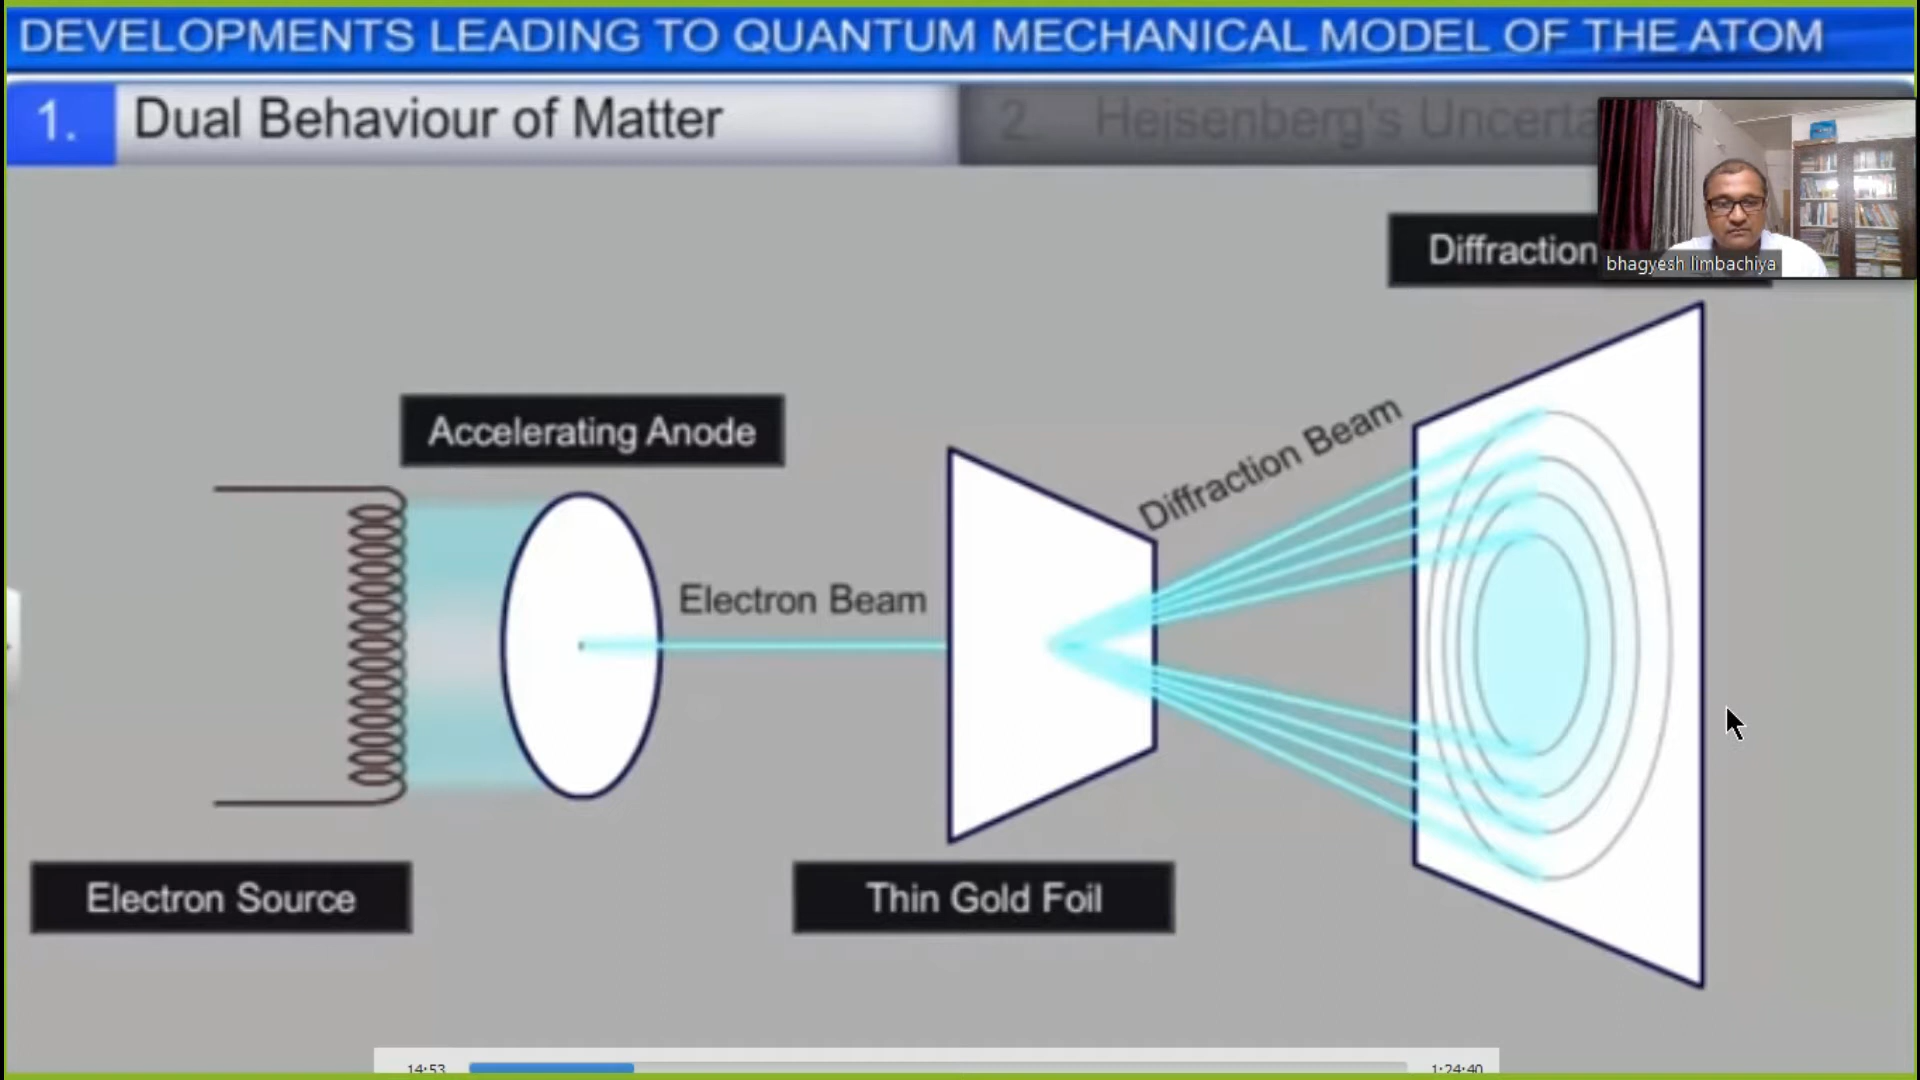 DEVELOPMENTS LEADING TO QUANTUM MECHANICAL MODEL OF THE ATOM
1. Dual Behaviour of Matter
2. Heisenberg's
Diffraction
bhagyesh limbachiya
Accelerating Anode
Diffraction Beam
Electron Beam
Electron Source
Thin Gold Foil
14:53
1:24:40